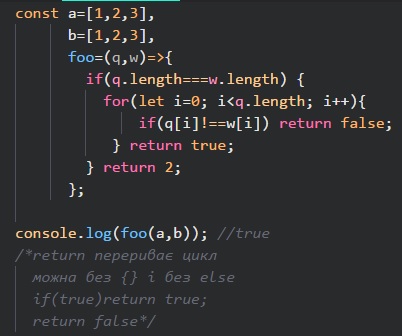 const a=[1,2,3],
b=[1,2,3],
foo=(q,w)=>{
if(q.length===w.length) {
for(let i=0; i<q.length; i++){
if(q[i]!==w[i]) return false;
} return true;
} return 2;
};
console.log(foo(a,b)); //true
/*return перериває цикл
можна без {} і без else
if(true)return true;
return false*/